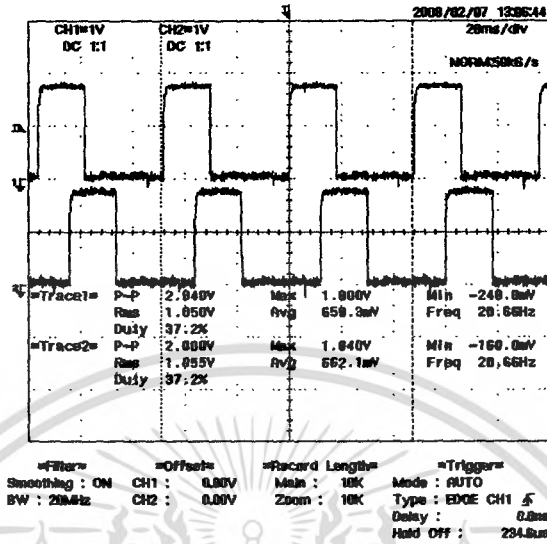 2008/02/07 13:06:44
CH1=1V CH2=1V 20ms/div
DC 1:1 DC 1:1
NORM:50kS/s
=Trace1= P-P 2.040V Max 1.800V Min -240.0mV
Rms 1.050V Avg 650.3mV Freq 20.66Hz
Duty 37.2%
=Trace2= P-P 2.000V Max 1.840V Min -160.0mV
Rms 1.055V Avg 662.1mV Freq 20.66Hz
Duty 37.2%
=Filter= =Offset= =Record Length= =Trigger=
Smoothing : ON CH1 : 0.00V Main : 10K Mode : AUTO
BW : 20MHz CH2 : 0.00V Zoom : 10K Type : EDGE CH1
Delay : 0.0ns
Hold Off :